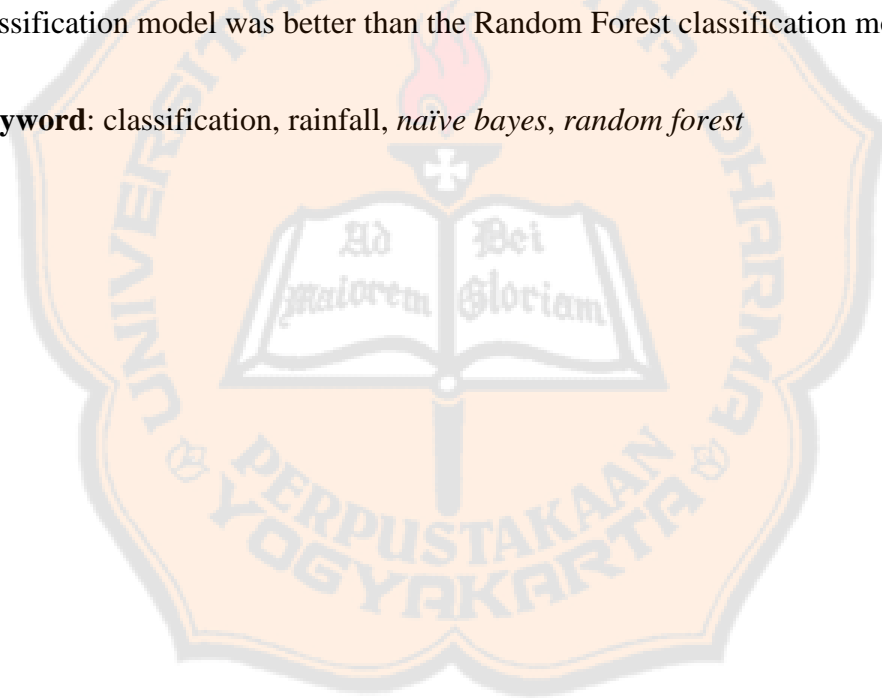 ssification model was better than the Random Forest classification m
yword: classification, rainfall, naïve bayes, random forest
DHARMA
Ad Dei
Maiorem Gloriam
PERPUSTAKAAN
YOGYAKARTA